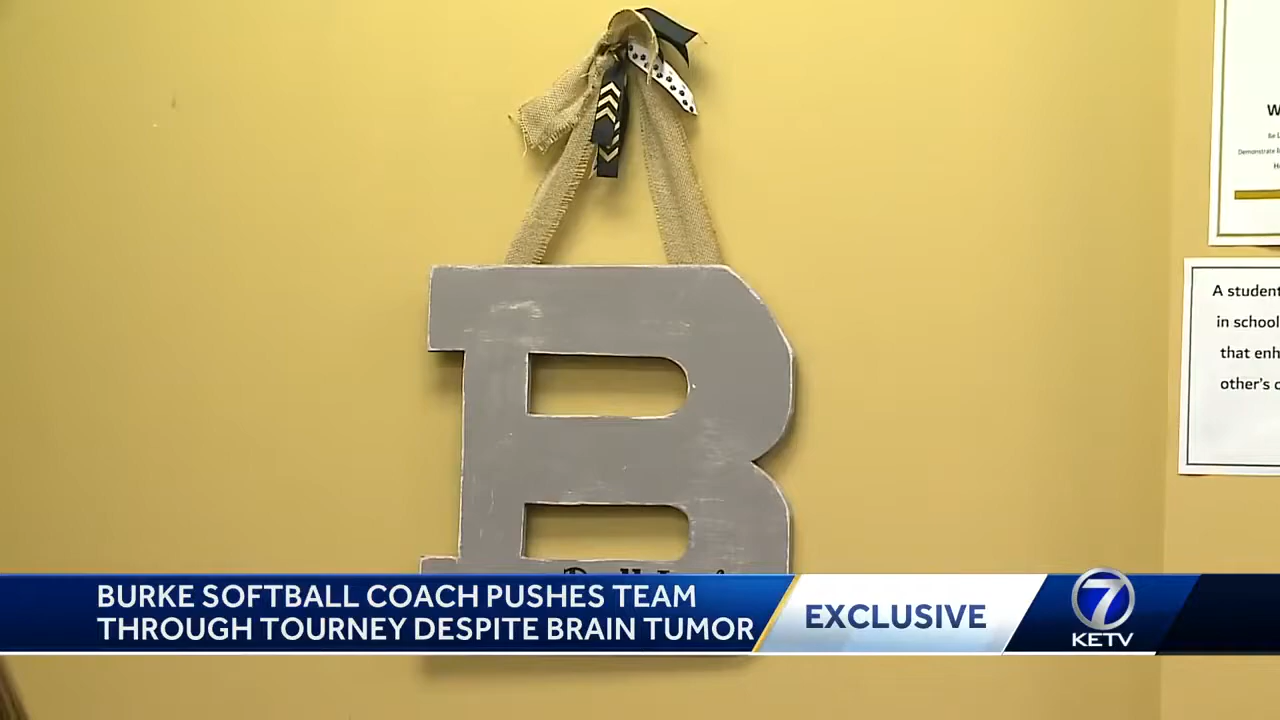 B
W
Demonstrate
A student
in school
that enh
other's c
BURKE SOFTBALL COACH PUSHES TEAM
THROUGH TOURNEY DESPITE BRAIN TUMOR
EXCLUSIVE
7
KETV